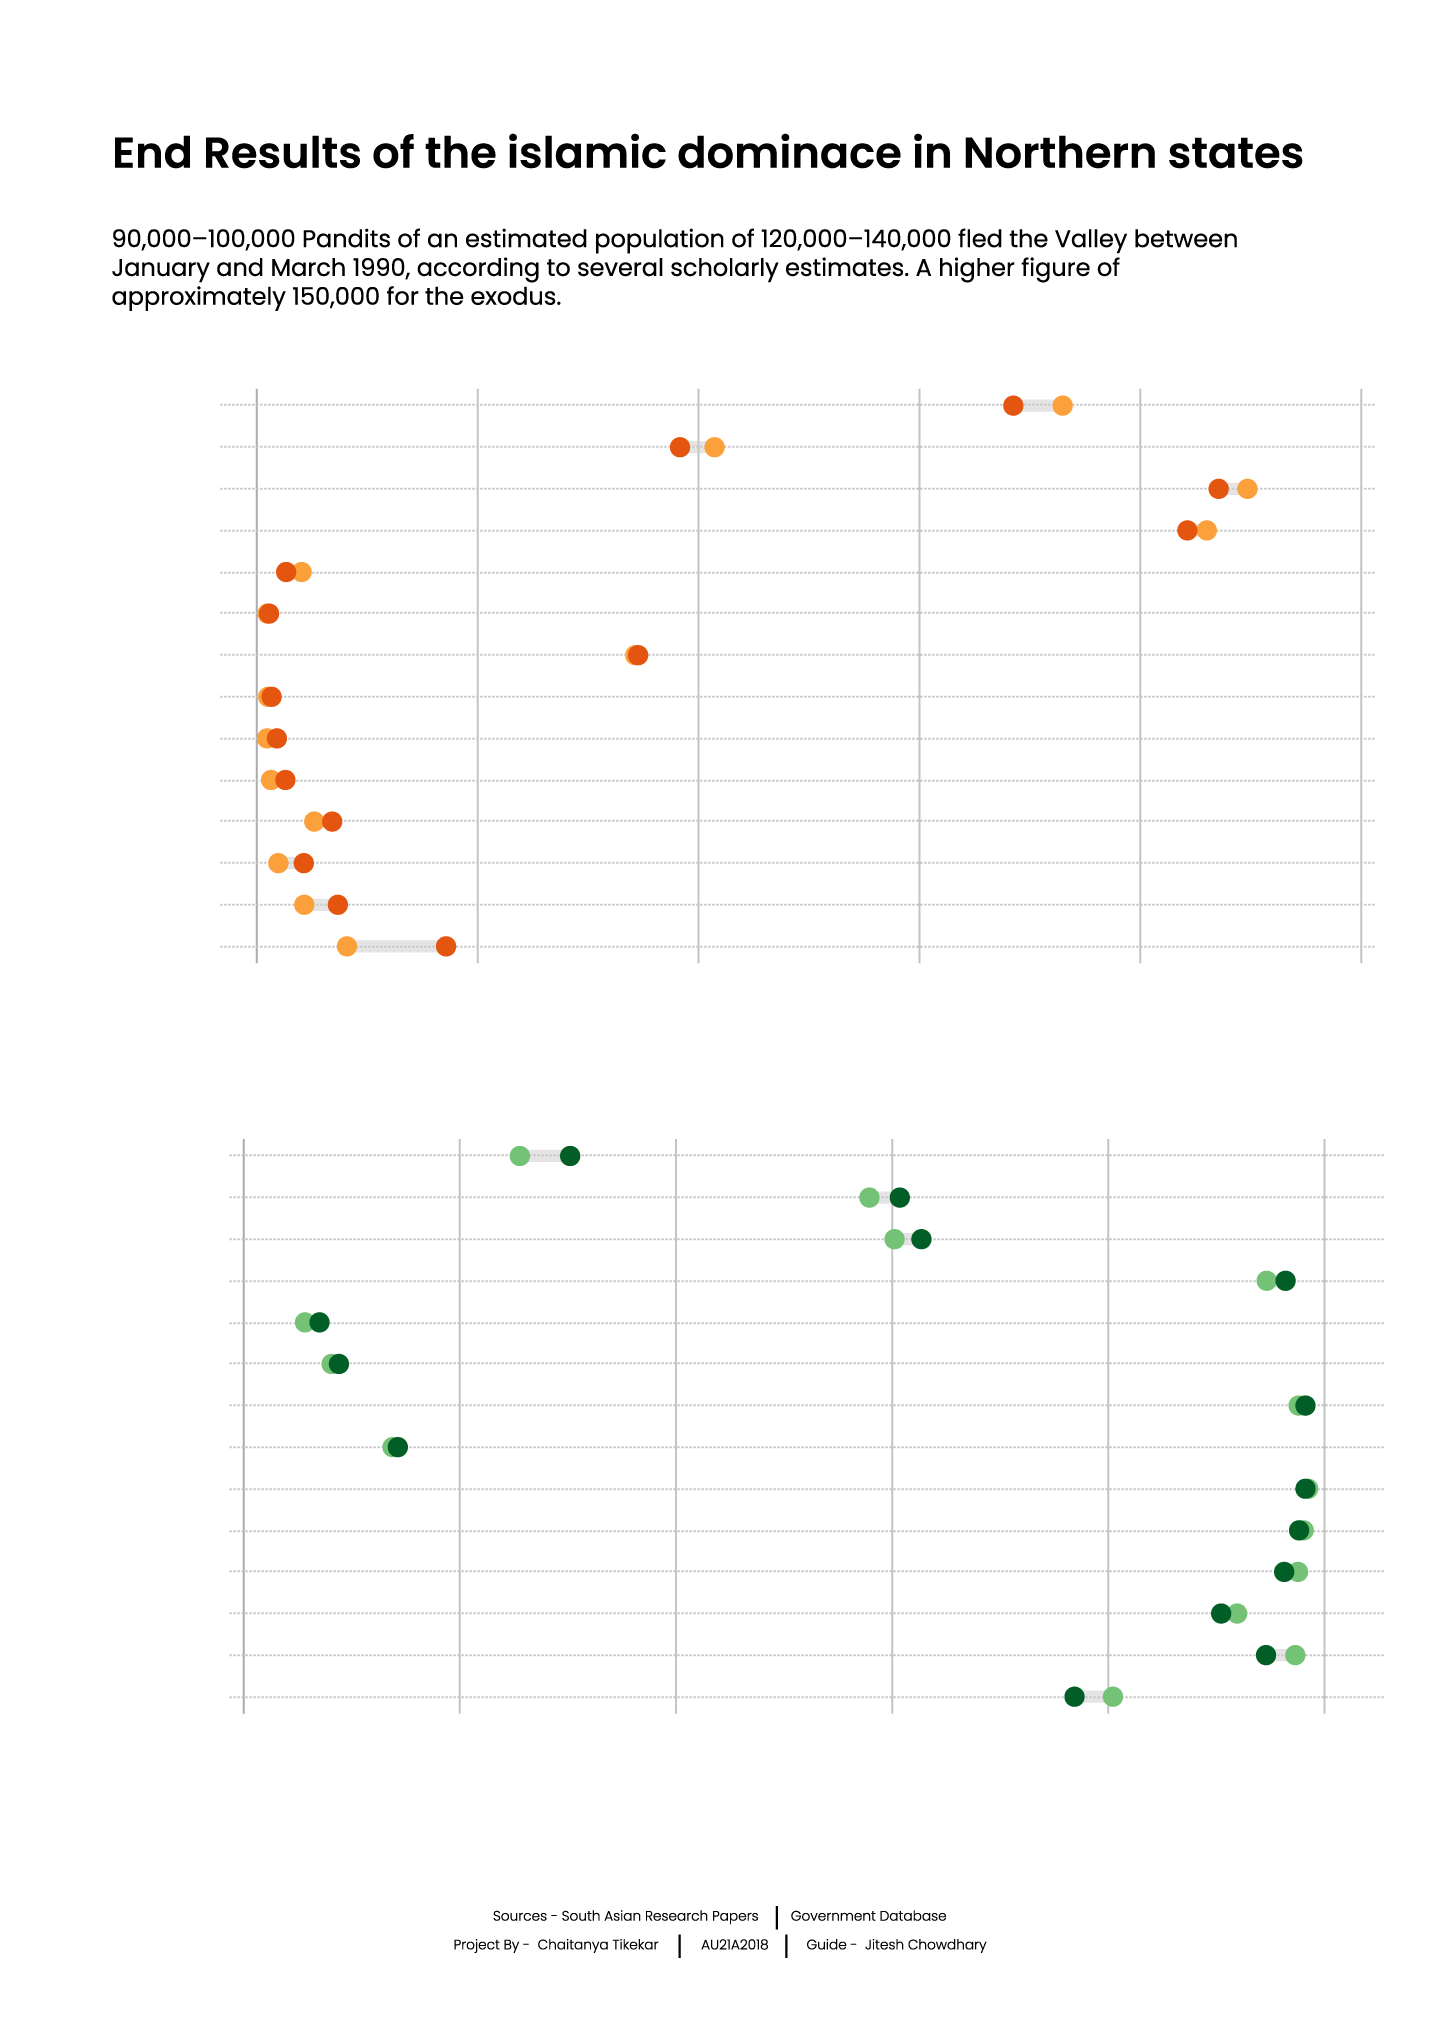 End Results of the islamic dominace in Northern states
90,000–100,000 Pandits of an estimated population of 120,000–140,000 fled the Valley between
January and March 1990, according to several scholarly estimates. A higher figure of
approximately 150,000 for the exodus.
Sources - South Asian Research Papers | Government Database
Project By - Chaitanya Tikekar | AU21A2018 | Guide - Jitesh Chowdhary